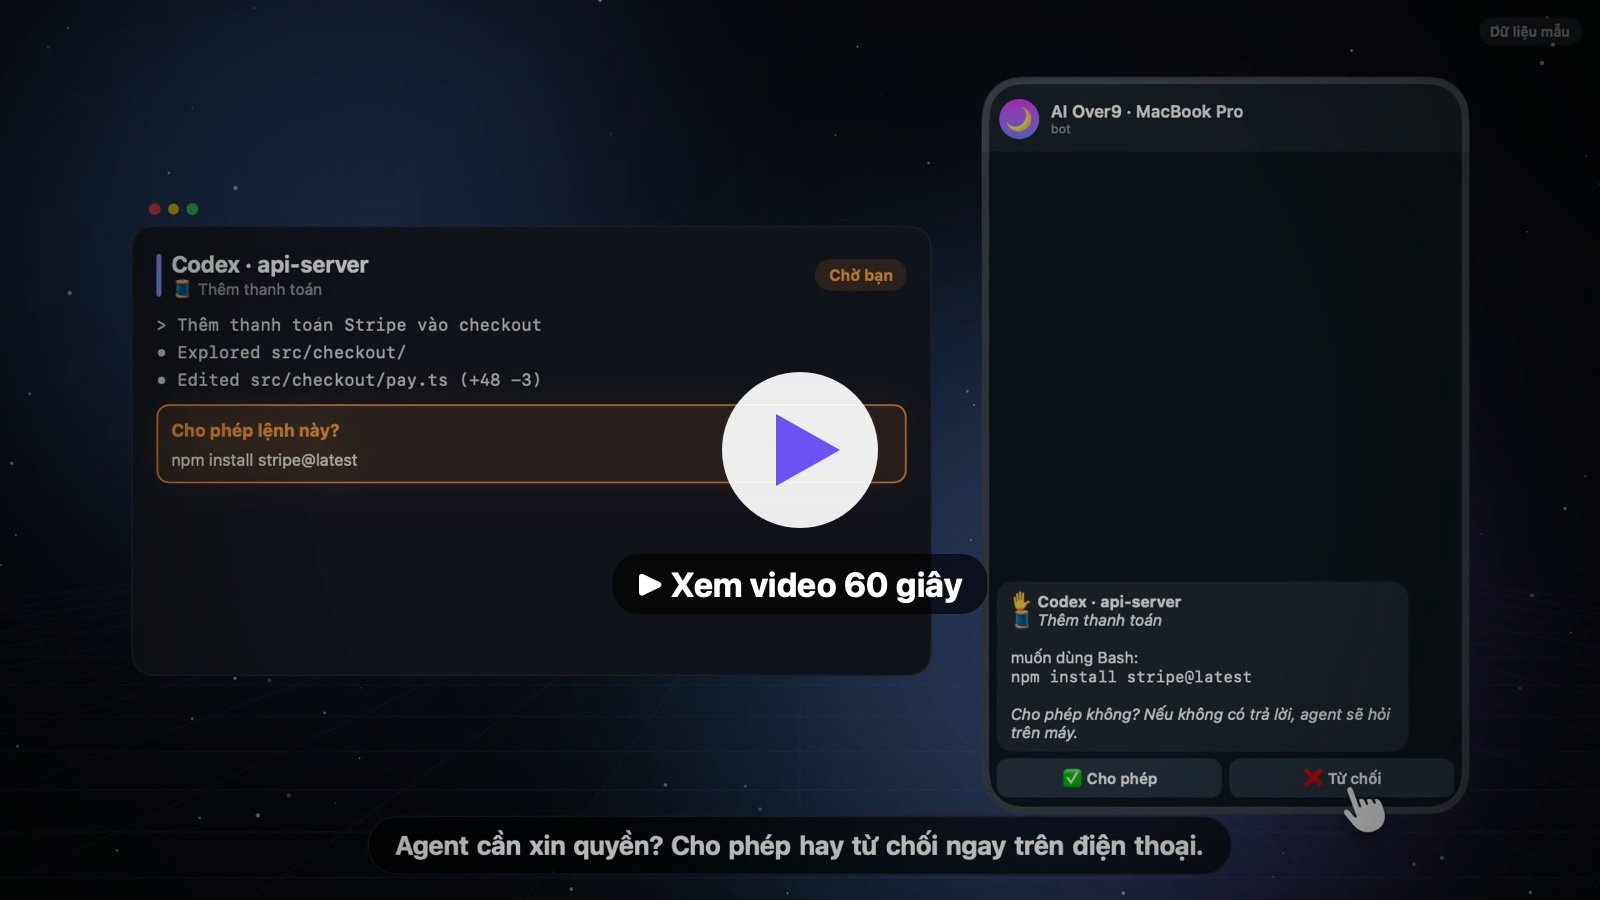 Dữ liệu mẫu
AI Over9 · MacBook Pro
bot
Codex · api-server
Thêm thanh toán
Chờ bạn
> Thêm thanh toán Stripe vào checkout
• Explored src/checkout/
• Edited src/checkout/pay.ts (+48 −3)
Cho phép lệnh này?
npm install stripe@latest
▶ Xem video 60 giây
✋ Codex · api-server
🧵 Thêm thanh toán
muốn dùng Bash:
npm install stripe@latest
Cho phép không? Nếu không có trả lời, agent sẽ hỏi
trên máy.
✅ Cho phép
❌ Từ chối
Agent cần xin quyền? Cho phép hay từ chối ngay trên điện thoại.